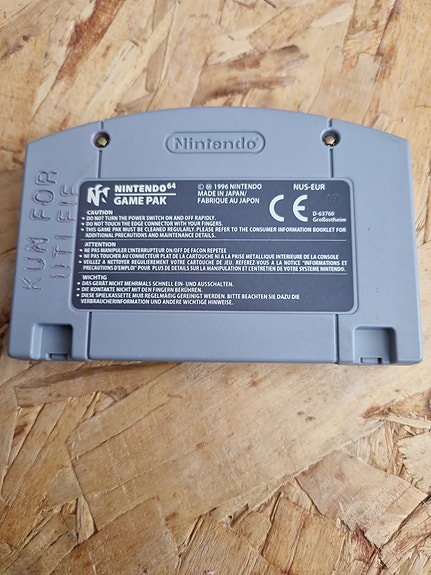 Nintendo
NINTENDO 64
GAME PAK
© Ⓜ 1996 NINTENDO
MADE IN JAPAN/
FABRIQUE AU JAPON
NUS-EUR
CE
D-63760
Großostheim
CAUTION
• DO NOT TURN THE POWER SWITCH ON AND OFF RAPIDLY.
• DO NOT TOUCH THE EDGE CONNECTOR WITH YOUR FINGERS.
• THIS GAME PAK MUST BE CLEANED REGULARLY. PLEASE REFER TO THE CONSUMER INFORMATION BOOKLET FOR
ADDITIONAL PRECAUTIONS AND MAINTENANCE DETAILS.
ATTENTION
• NE PAS MANIPULER L'INTERRUPTEUR ON/OFF DE FACON REPETEE
• NE PAS TOUCHER AU CONNECTEUR PLAT DE LA CARTOUCHE NI A LA PRISE METALLIQUE INTERIEURE DE LA CONSOLE
• VEILLEZ A NETTOYER REGULIEREMENT VOTRE CARTOUCHE DE JEU. REFEREZ-VOUS A LA NOTICE "INFORMATIONS ET
PRECAUTIONS D'EMPLOI" POUR PLUS DE DETAILS SUR LA MANIPULATION ET L'ENTRETIEN DE VOTRE SYSTEME NINTENDO.
WICHTIG
• DAS GERÄT NICHT MEHRMALS SCHNELL EIN- UND AUSSCHALTEN.
• DIE KONTAKTE NICHT MIT DEN FINGERN BERÜHREN.
• DIESE SPIELKASSETTE MUß REGELMÄßIG GEREINIGT WERDEN. BITTE BEACHTEN SIE DAZU DIE
VERBRAUCHERINFORMATION UND ANDERE WICHTIGE HINWEISE.
KUN FOR